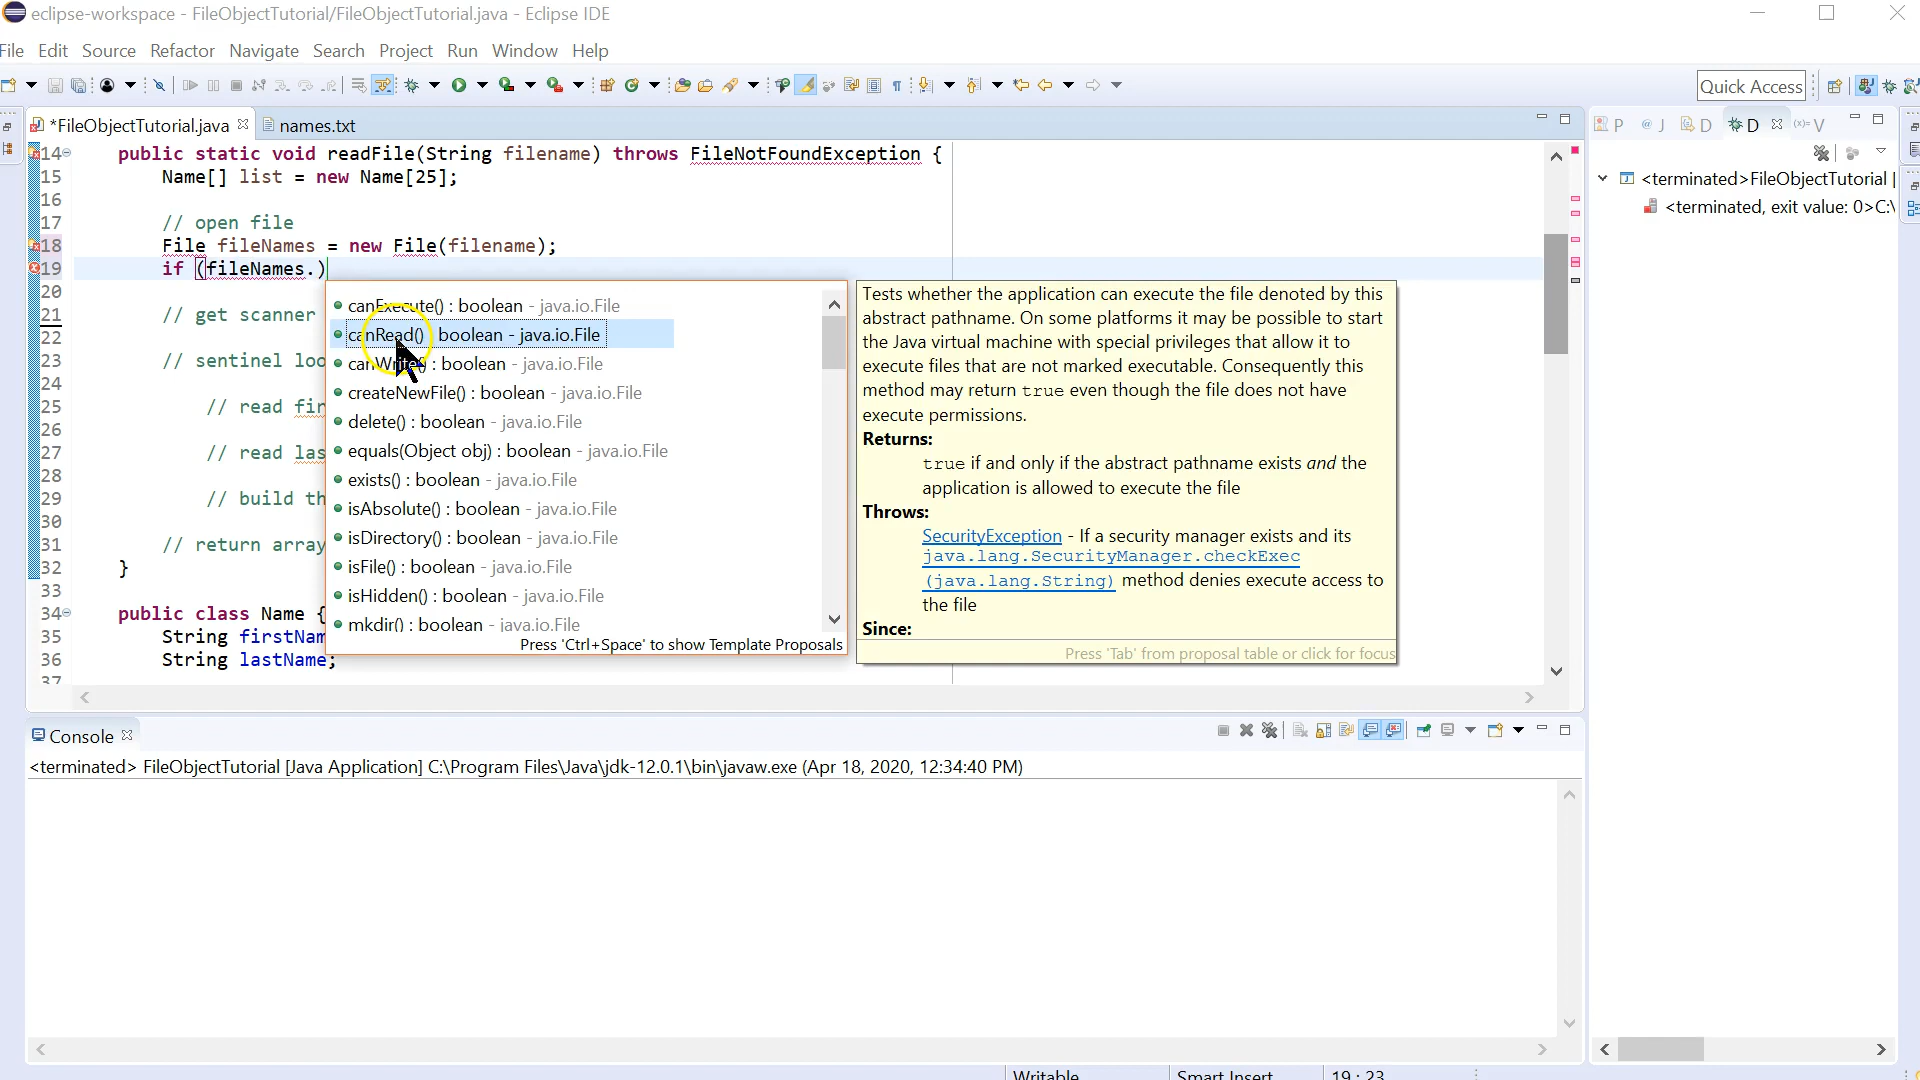 eclipse-workspace - FileObjectTutorial/FileObjectTutorial.java - Eclipse IDE
File Edit Source Refactor Navigate Search Project Run Window Help
Quick Access
*FileObjectTutorial.java names.txt
P @ J D D (x)= V
14 public static void readFile(String filename) throws FileNotFoundException {
15 Name[] list = new Name[25];
16
17 // open file
18 File fileNames = new File(filename);
19 if (fileNames.)
20
21 // get scanner
22
23 // sentinel loo
24
25 // read fir
26
27 // read las
28
29 // build th
30
31 // return array
32 }
33
34 public class Name {
35 String firstNam
36 String lastName;
37
canExecute() : boolean - java.io.File
canRead() : boolean - java.io.File
canWrite() : boolean - java.io.File
createNewFile() : boolean - java.io.File
delete() : boolean - java.io.File
equals(Object obj) : boolean - java.io.File
exists() : boolean - java.io.File
isAbsolute() : boolean - java.io.File
isDirectory() : boolean - java.io.File
isFile() : boolean - java.io.File
isHidden() : boolean - java.io.File
mkdir() : boolean - java.io.File
Press 'Ctrl+Space' to show Template Proposals
Tests whether the application can execute the file denoted by this
abstract pathname. On some platforms it may be possible to start
the Java virtual machine with special privileges that allow it to
execute files that are not marked executable. Consequently this
method may return true even though the file does not have
execute permissions.
Returns:
true if and only if the abstract pathname exists and the
application is allowed to execute the file
Throws:
SecurityException - If a security manager exists and its
java.lang.SecurityManager.checkExec
(java.lang.String) method denies execute access to
the file
Since:
Press 'Tab' from proposal table or click for focus
<terminated>FileObjectTutorial
<terminated, exit value: 0>C:\
Console
<terminated> FileObjectTutorial [Java Application] C:\Program Files\Java\jdk-12.0.1\bin\javaw.exe (Apr 18, 2020, 12:34:40 PM)
Writable Smart Insert 19 : 23